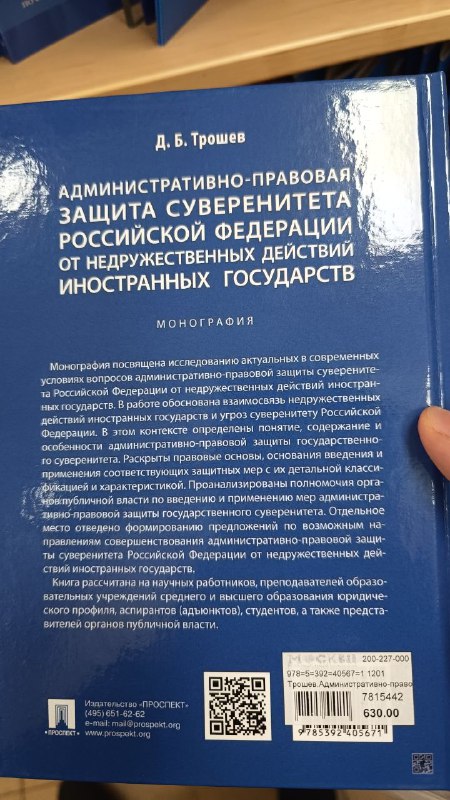 Д. Б. Трошев
АДМИНИСТРАТИВНО-ПРАВОВАЯ
ЗАЩИТА СУВЕРЕНИТЕТА
РОССИЙСКОЙ ФЕДЕРАЦИИ
ОТ НЕДРУЖЕСТВЕННЫХ ДЕЙСТВИЙ
ИНОСТРАННЫХ ГОСУДАРСТВ
МОНОГРАФИЯ
Монография посвящена исследованию актуальных в современных
условиях вопросов административно-правовой защиты суверените-
та Российской Федерации от недружественных действий иностран-
ных государств. В работе обоснована взаимосвязь недружественных
действий иностранных государств и угроз суверенитету Российской
Федерации. В этом контексте определены понятие, содержание и
особенности административно-правовой защиты государственно-
го суверенитета. Раскрыты правовые основы, основания введения и
применения соответствующих защитных мер с их детальной класси-
фикацией и характеристикой. Проанализированы полномочия орга-
нов публичной власти по введению и применению мер администра-
тивно-правовой защиты государственного суверенитета. Отдельное
место отведено формированию предложений по возможным на-
правлениям совершенствования административно-правовой защи-
ты суверенитета Российской Федерации от недружественных дей-
ствий иностранных государств.
Книга рассчитана на научных работников, преподавателей образо-
вательных учреждений среднего и высшего образования юридиче-
ского профиля, аспирантов (адъюнктов), студентов, а также предста-
вителей органов публичной власти.
ПРОСПЕКТ
Издательство «ПРОСПЕКТ»
(495) 651-62-62
e-mail: mail@prospekt.org
www.prospekt.org
МОСКВА 200-227-000
978=5=392=40567=1 1201
Трошев.Административно-право
7815442
630.00
9 785392 405671